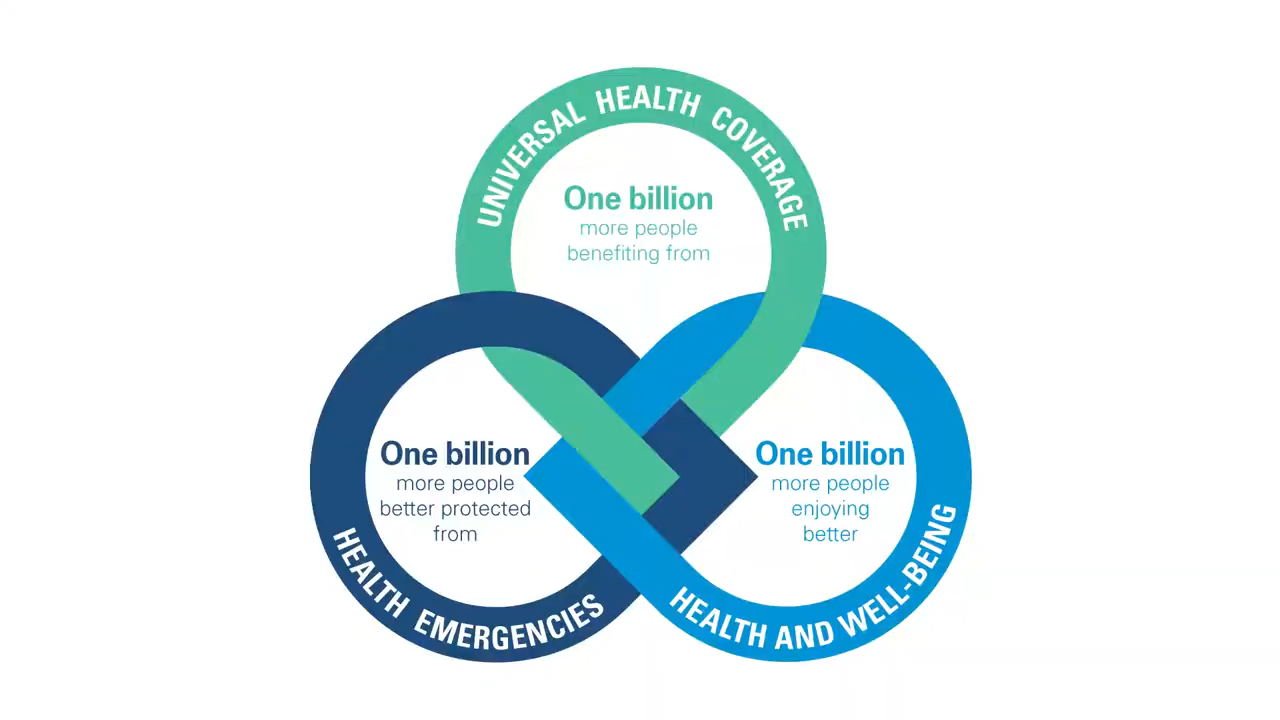 UNIVERSAL HEALTH COVERAGE
One billion
more people
benefiting from
One billion
more people
better protected
from
HEALTH EMERGENCIES
One billion
more people
enjoying
better
HEALTH AND WELL-BEING